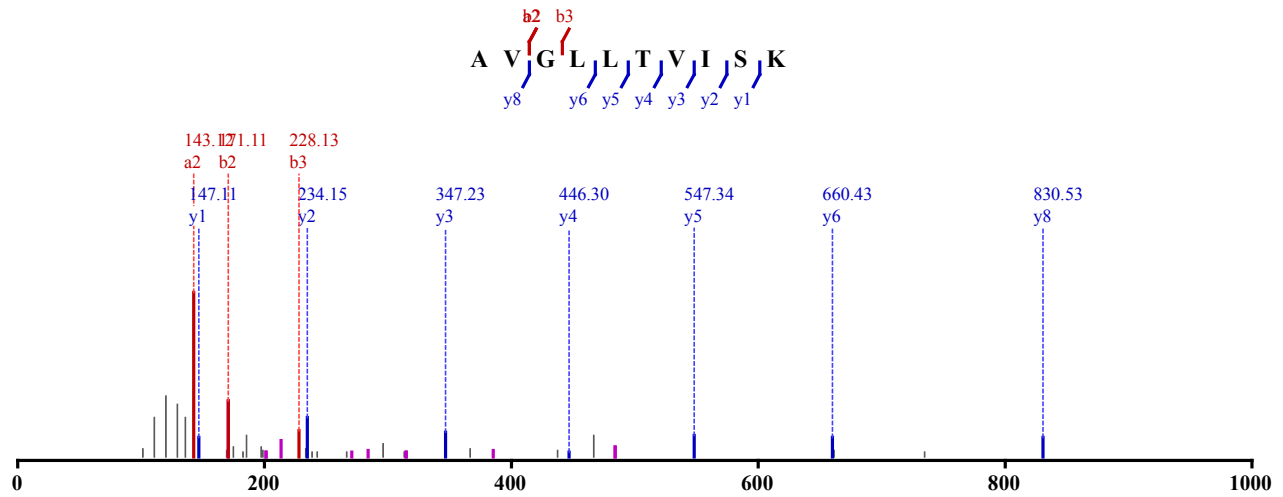 a2 b2 b3
A V G L L T V I S K
y8 y6 y5 y4 y3 y2 y1
143.12 171.11 228.13
a2 b2 b3
147.11 234.15 347.23 446.30 547.34 660.43 830.53
y1 y2 y3 y4 y5 y6 y8
0 200 400 600 800 1000